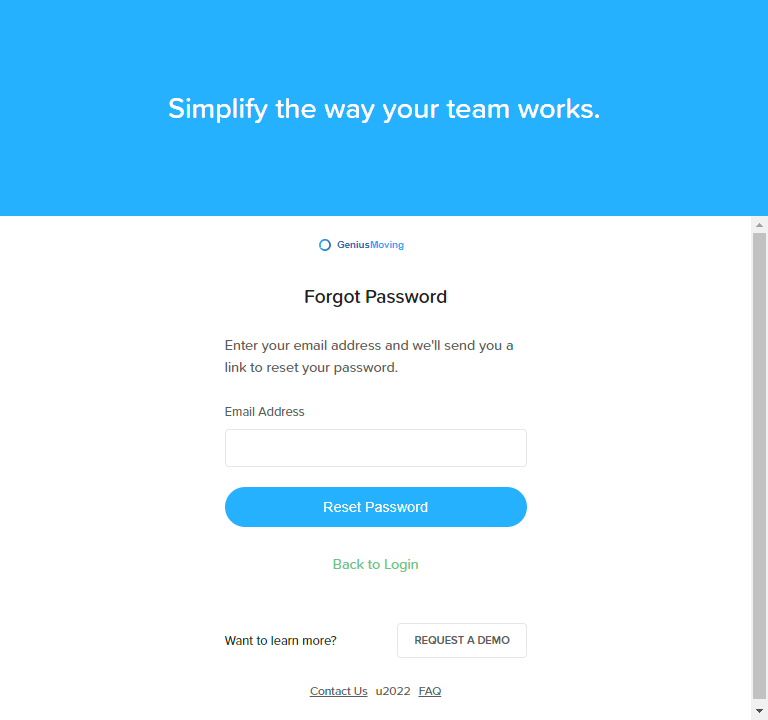 Simplify the way your team works.
GeniusMoving
Forgot Password
Enter your email address and we'll send you a
link to reset your password.
Email Address
Reset Password
Back to Login
Want to learn more?
REQUEST A DEMO
Contact Us u2022 FAQ